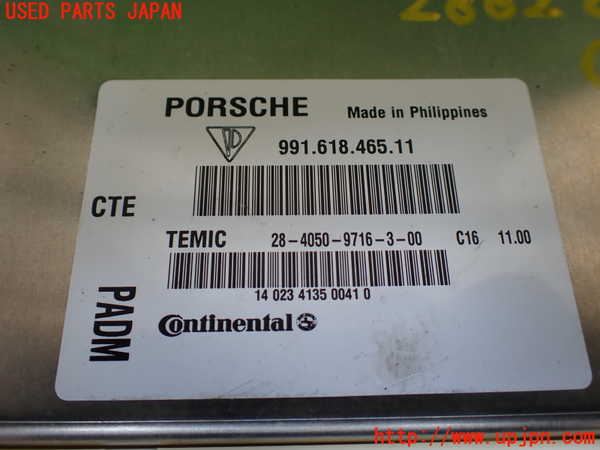 USED PARTS JAPAN
PORSCHE Made in Philippines
991.618.465.11
CTE
TEMIC 28-4050-9716-3-00 C16 11.00
14 023 4135 0041 0
PADM
Continental
http://www.upjpn.com